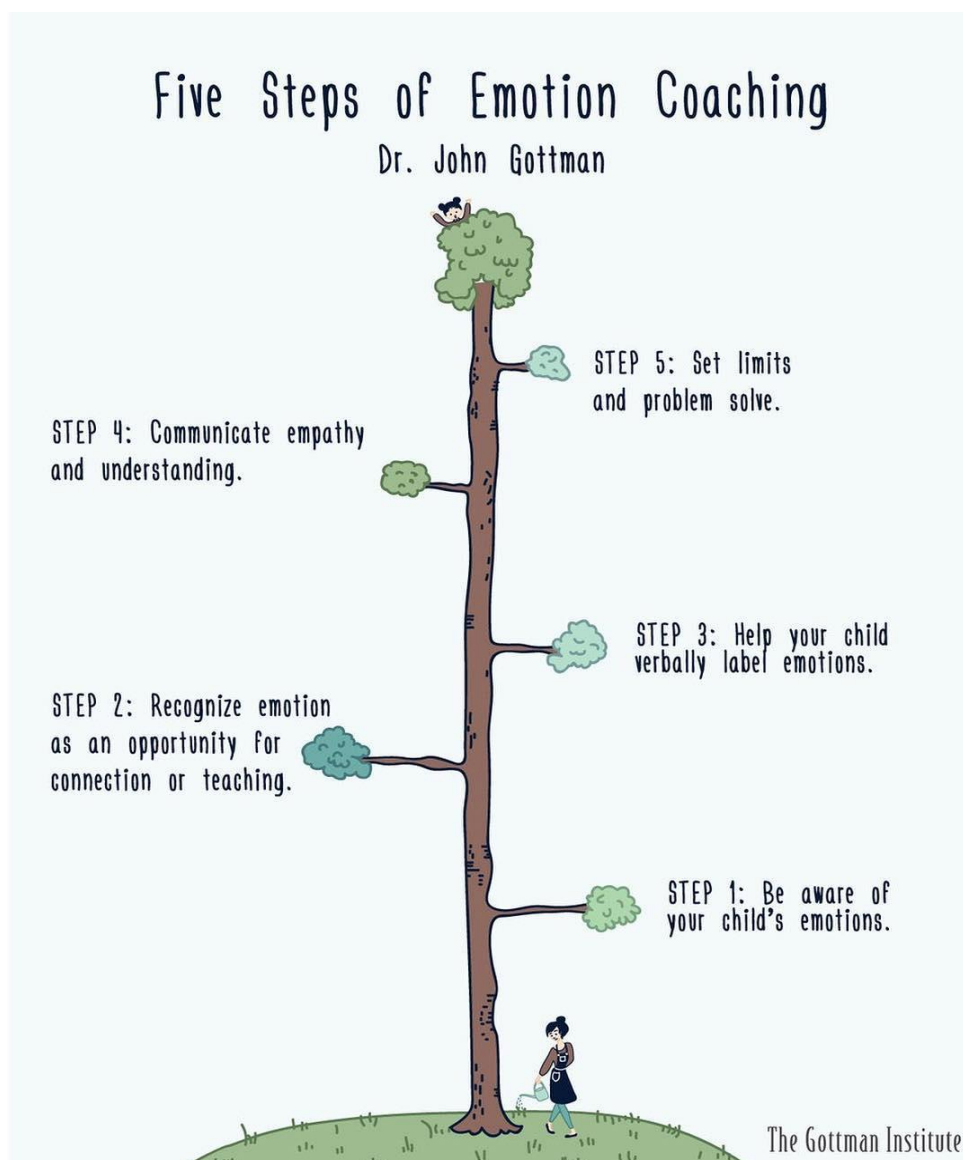 Five Steps of Emotion Coaching
Dr. John Gottman
STEP 5: Set limits
and problem solve.
STEP 4: Communicate empathy
and understanding.
STEP 3: Help your child
verbally label emotions.
STEP 2: Recognize emotion
as an opportunity for
connection or teaching.
STEP 1: Be aware of
your child's emotions.
The Gottman Institute